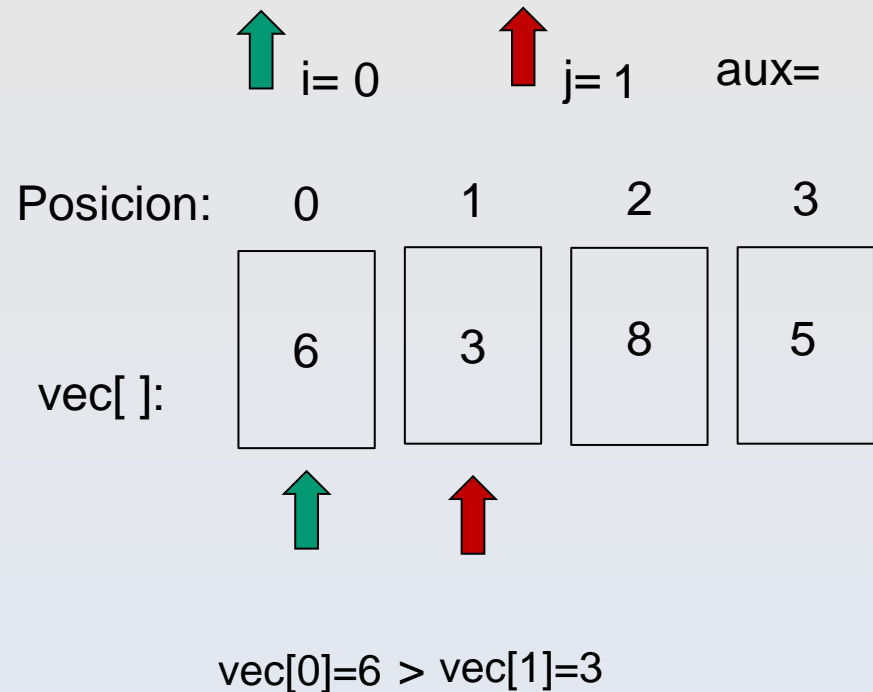 i= 0 j= 1 aux=
Posicion: 0 1 2 3
6 3 8 5
vec[ ]:
vec[0]=6 > vec[1]=3